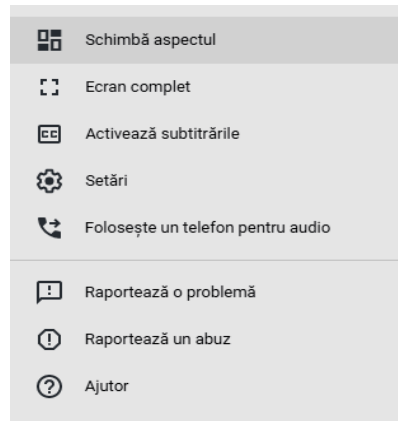 Schimbă aspectul
Ecran complet
Activează subtitrările
Setări
Folosește un telefon pentru audio
Raportează o problemă
Raportează un abuz
Ajutor